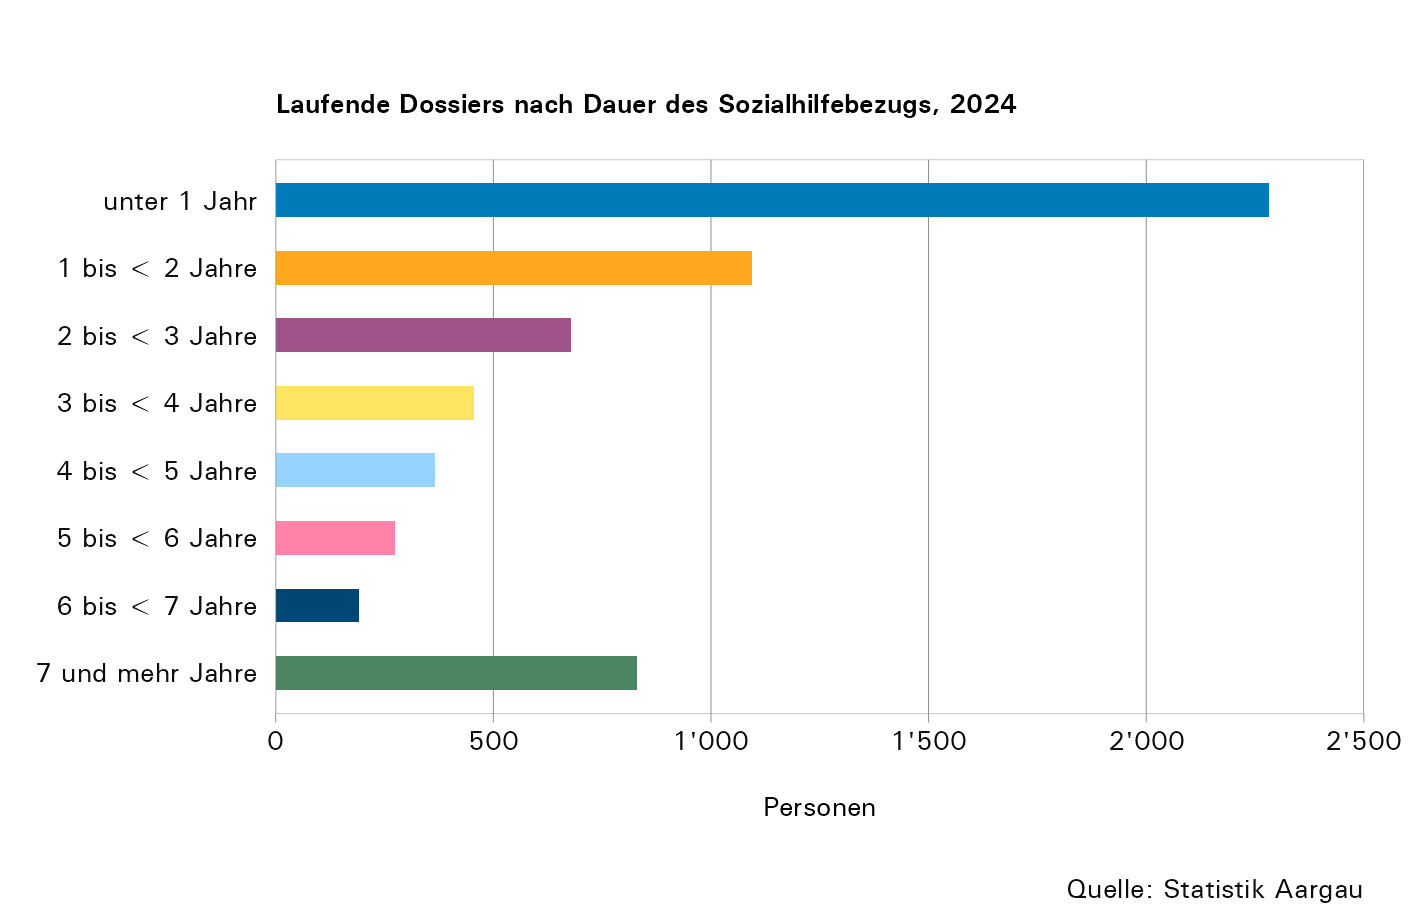 Laufende Dossiers nach Dauer des Sozialhilfebezugs, 2024
unter 1 Jahr
1 bis < 2 Jahre
2 bis < 3 Jahre
3 bis < 4 Jahre
4 bis < 5 Jahre
5 bis < 6 Jahre
6 bis < 7 Jahre
7 und mehr Jahre
0 500 1'000 1'500 2'000 2'500
Personen
Quelle: Statistik Aargau